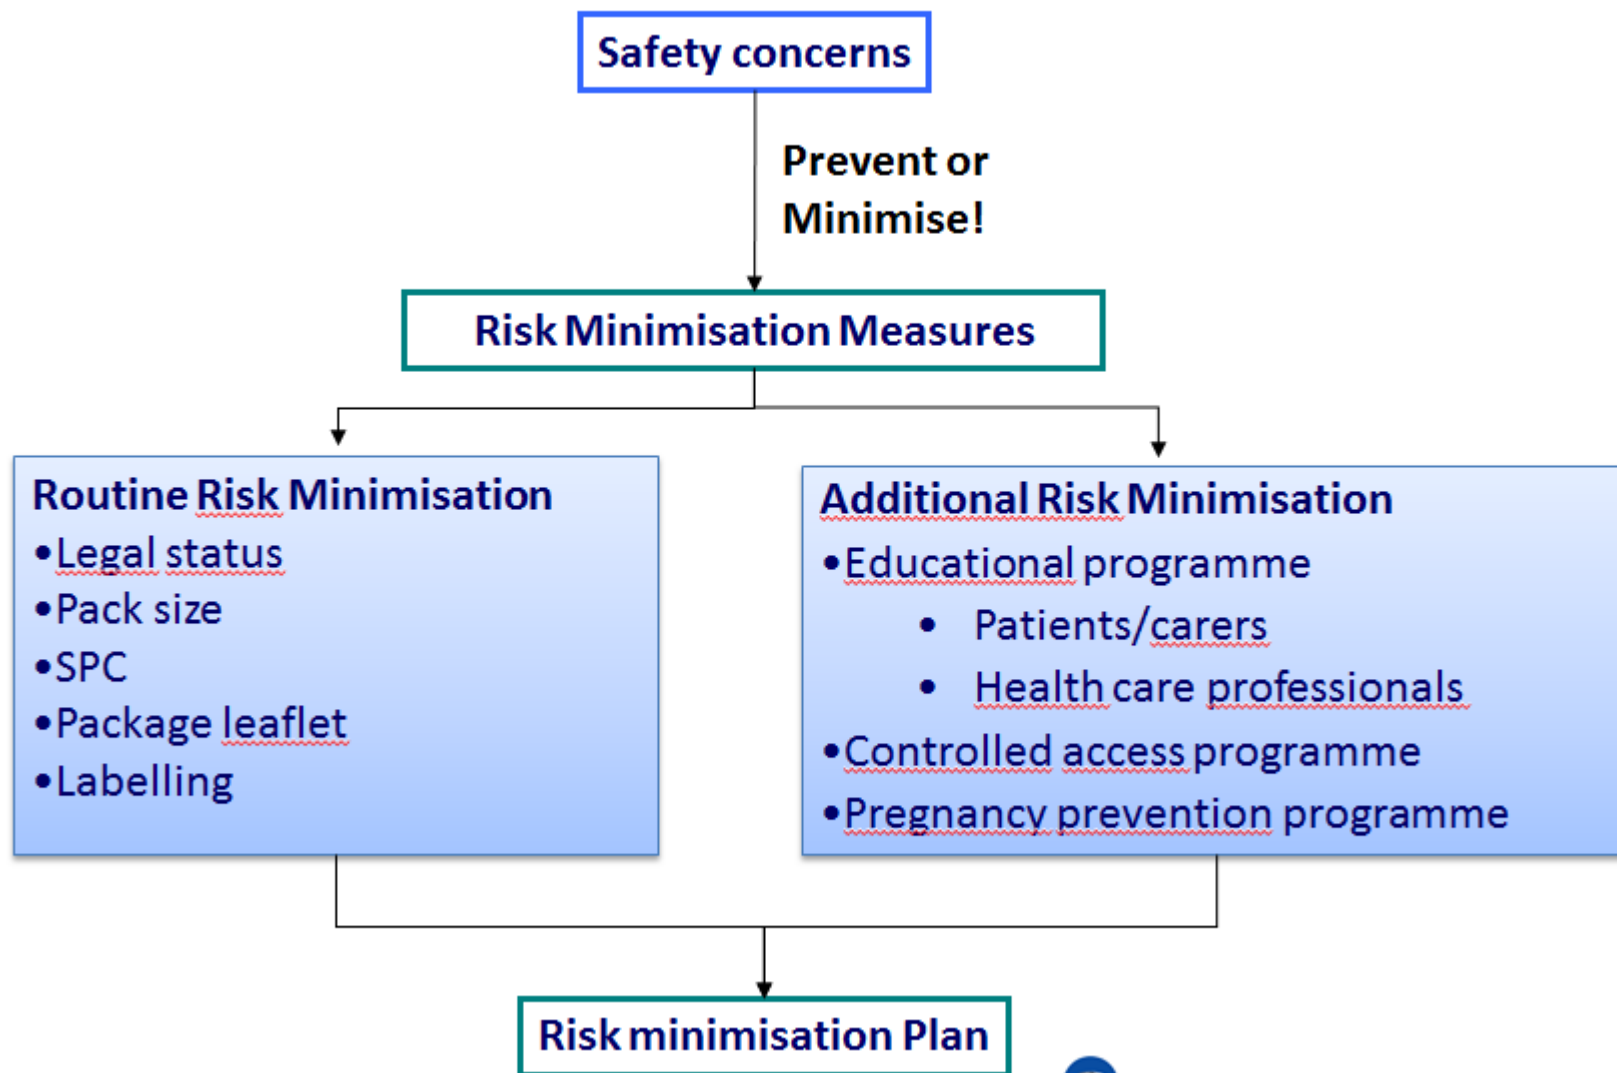 Safety concerns
Prevent or
Minimise!
Risk Minimisation Measures
Routine Risk Minimisation
•Legal status
•Pack size
•SPC
•Package leaflet
•Labelling
Additional Risk Minimisation
•Educational programme
• Patients/carers
• Health care professionals
•Controlled access programme
•Pregnancy prevention programme
Risk minimisation Plan